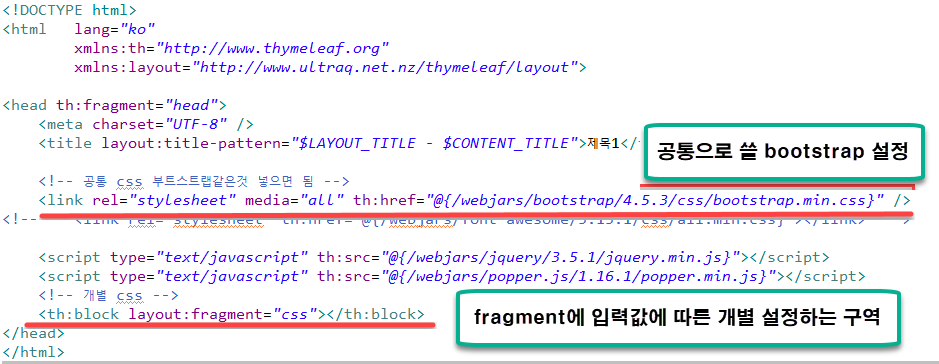 <!DOCTYPE html>
<html   lang="ko"
        xmlns:th="http://www.thymeleaf.org"
        xmlns:layout="http://www.ultraq.net.nz/thymeleaf/layout">
<head th:fragment="head">
    <meta charset="UTF-8" />
    <title layout:title-pattern="$LAYOUT_TITLE - $CONTENT_TITLE">제목1</
공통으로 쓸 bootstrap 설정
    <!-- 공통 css 부트스트랩같은것 넣으면 됨 -->
    <link rel="stylesheet" media="all" th:href="@{/webjars/bootstrap/4.5.3/css/bootstrap.min.css}" />
<!--    <link rel="stylesheet" th:href="@{/webjars/font-awesome/5.15.1/css/all.min.css}"></link>    -->
    <script type="text/javascript" th:src="@{/webjars/jquery/3.5.1/jquery.min.js}"></script>
    <script type="text/javascript" th:src="@{/webjars/popper.js/1.16.1/popper.min.js}"></script>
    <!-- 개별 css -->
    <th:block layout:fragment="css"></th:block>
fragment에 입력값에 따른 개별 설정하는 구역
</head>
</html>